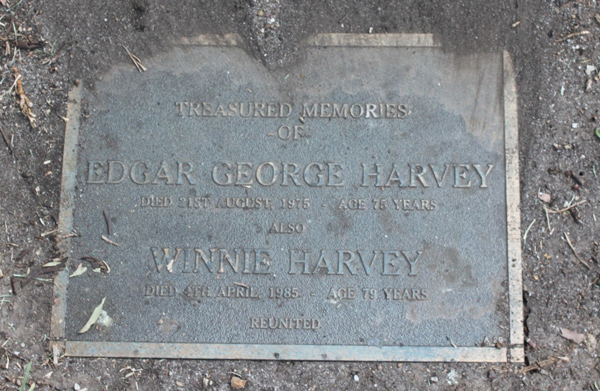 TREASURED MEMORIES
-OF-
EDGAR GEORGE HARVEY
DIED 21ST AUGUST, 1975 - AGE 75 YEARS
ALSO
WINNIE HARVEY
DIED 4TH APRIL, 1985 - AGE 79 YEARS
REUNITED